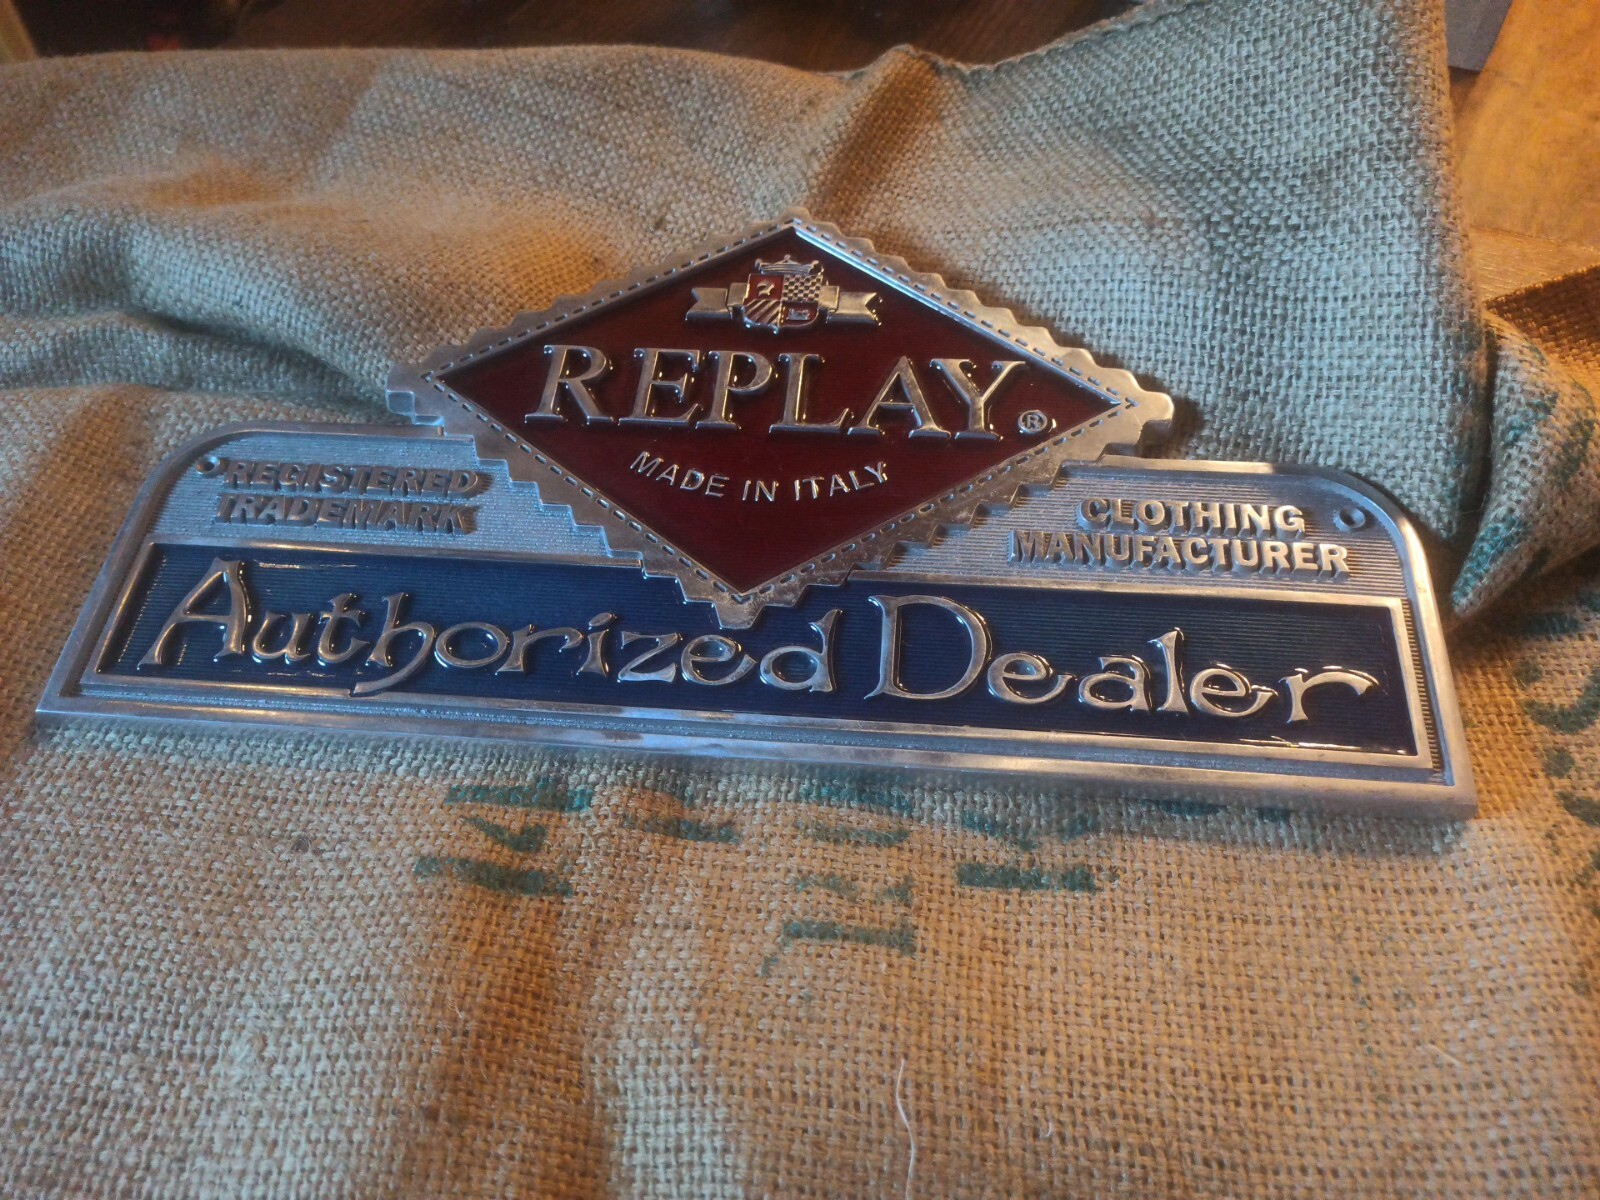 REPLAY ®
MADE IN ITALY
REGISTERED
TRADEMARK
CLOTHING
MANUFACTURER
Authorized Dealer